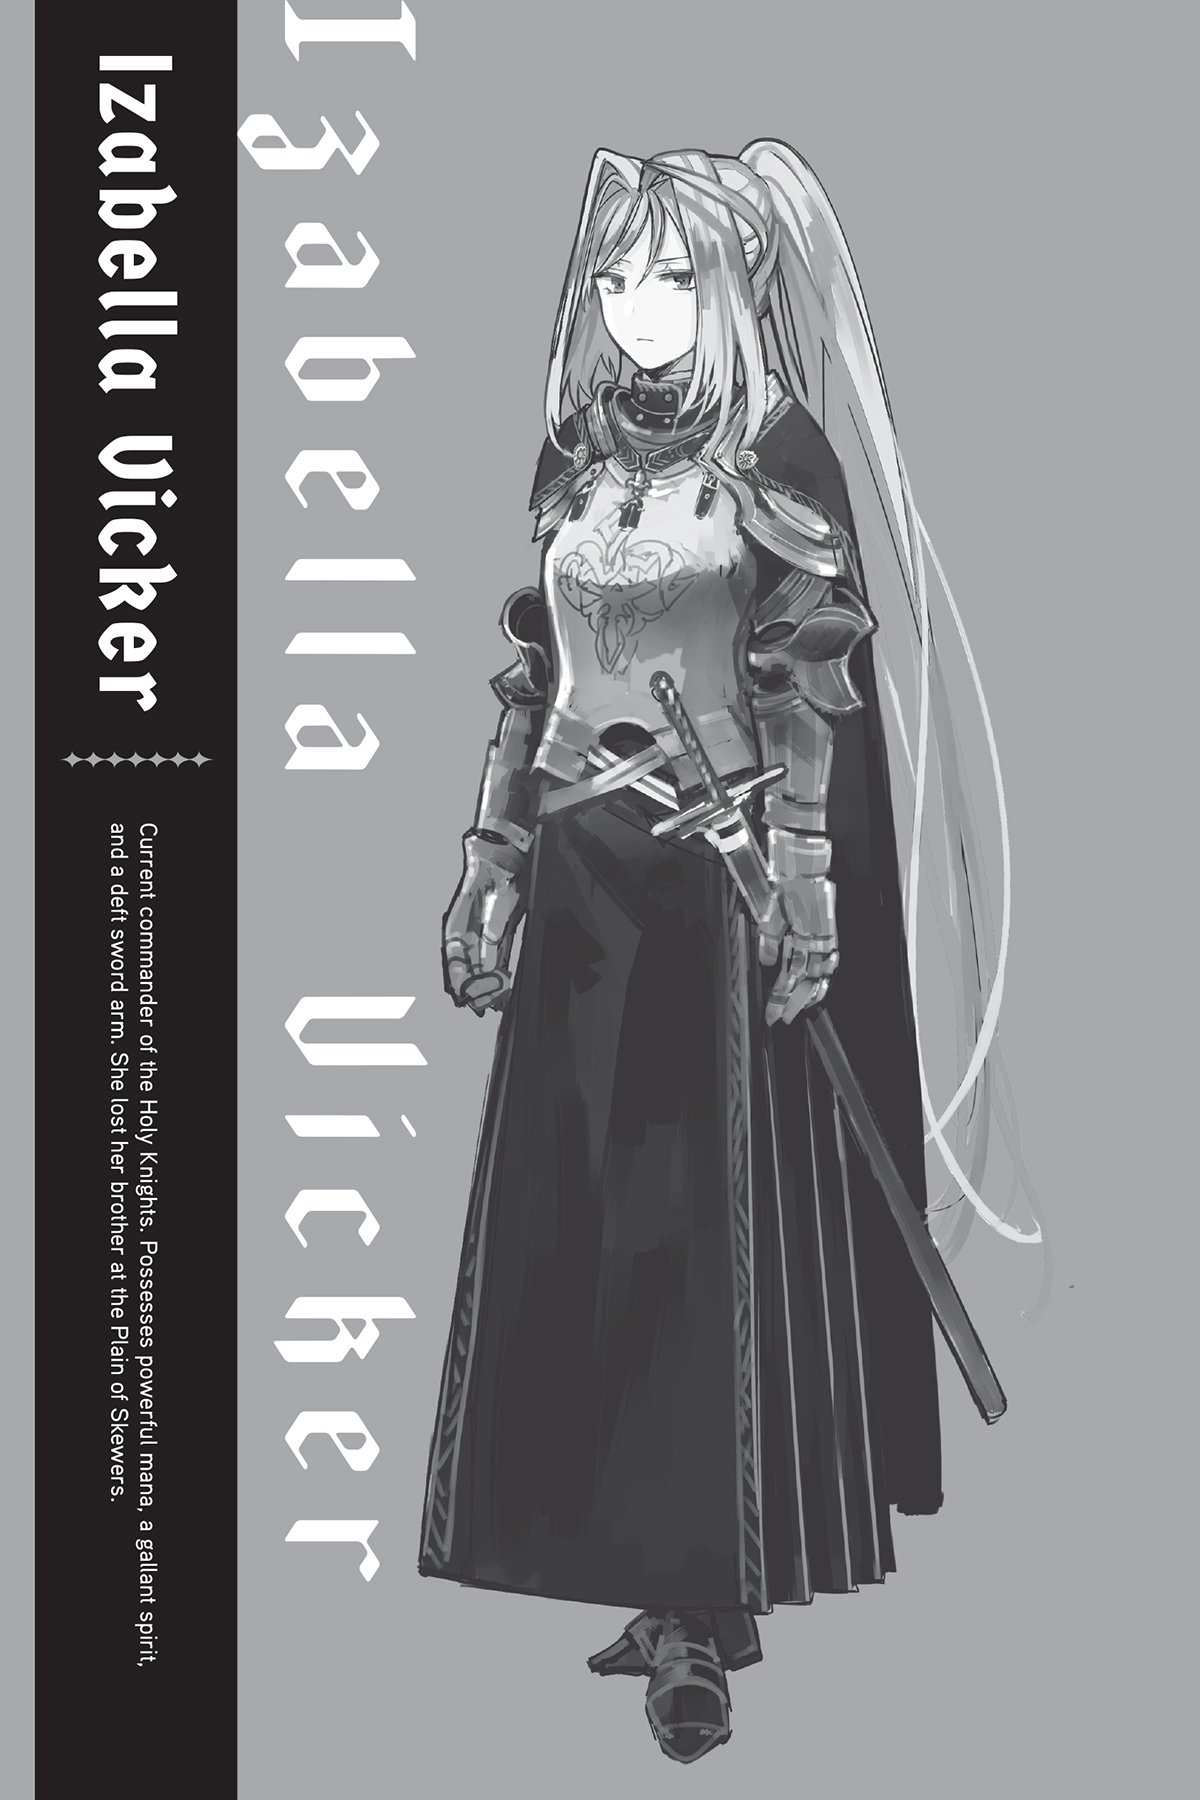 Izabella Vicker
Current commander of the Holy Knights. Possesses powerful mana, a gallant spirit,
and a deft sword arm. She lost her brother at the Plain of Skewers.
Izabella Vicker